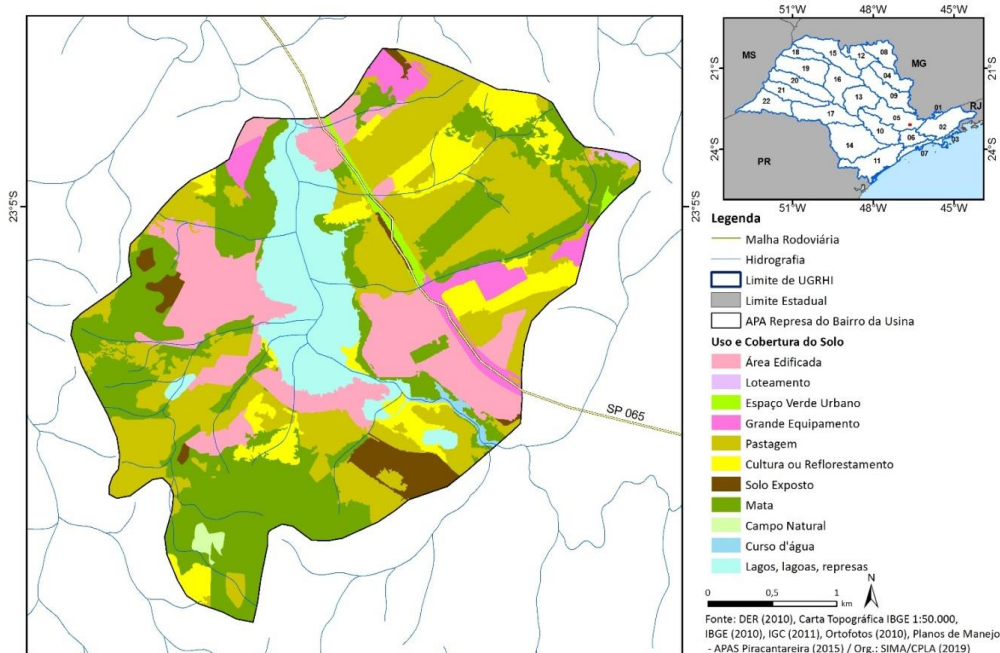 51°W 48°W 45°W
MS
MG
RJ
PR
21°S
21°S
24°S
24°S
18
15
12
08
19
16
04
20
21
13
09
22
17
05
01
10
06
02
03
14
07
11
51°W 48°W 45°W
23°5'S
23°5'S
SP 065
Legenda
Malha Rodoviária
Hidrografia
Limite de UGRHI
Limite Estadual
APA Represa do Bairro da Usina
Uso e Cobertura do Solo
Área Edificada
Loteamento
Espaço Verde Urbano
Grande Equipamento
Pastagem
Cultura ou Reflorestamento
Solo Exposto
Mata
Campo Natural
Curso d'água
Lagos, lagoas, represas
0 0,5 1
km
N
Fonte: DER (2010), Carta Topográfica IBGE 1:50.000,
IBGE (2010), IGC (2011), Ortofotos (2010), Planos de Manejo
- APAS Piracantareira (2015) / Org.: SIMA/CPLA (2019)